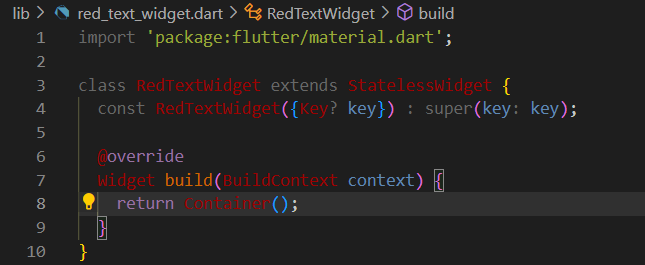 lib > red_text_widget.dart > RedTextWidget > build
1 import 'package:flutter/material.dart';
2
3 class RedTextWidget extends StatelessWidget {
4 const RedTextWidget({Key? key}) : super(key: key);
5
6 @override
7 Widget build(BuildContext context) {
8 return Container();
9 }
10 }